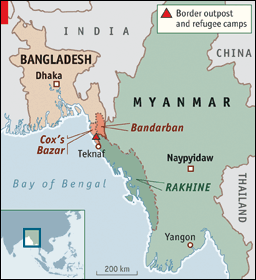 Border outpost
and refugee camps
INDIA
CHINA
BANGLADESH
Dhaka
MYANMAR
Bandarban
Cox's
Bazar
Teknaf
Naypyidaw
Bay of Bengal
RAKHINE
THAILAND
Yangon
200 km